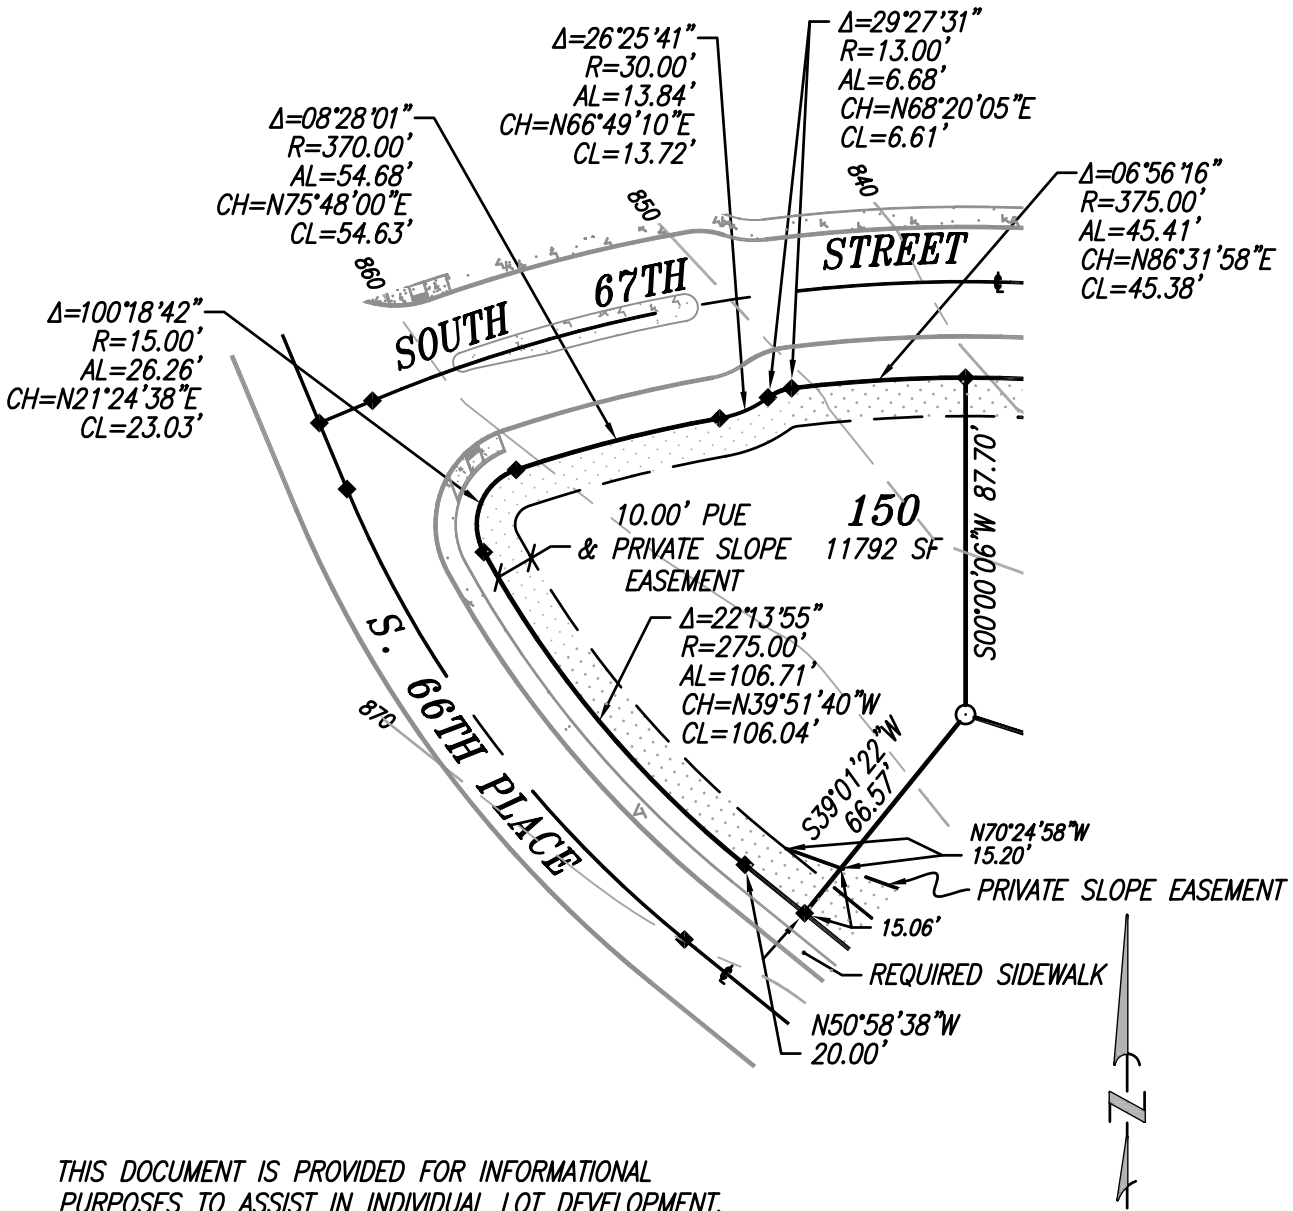 Δ=29°27'31"
R=13.00'
AL=6.68'
CH=N68°20'05"E
CL=6.61'
Δ=26°25'41"
R=30.00'
AL=13.84'
CH=N66°49'10"E
CL=13.72'
Δ=08°28'01"
R=370.00'
AL=54.68'
CH=N75°48'00"E
CL=54.63'
Δ=06°56'16"
R=375.00'
AL=45.41'
CH=N86°31'58"E
CL=45.38'
840
850
860
SOUTH 67TH STREET
Δ=100°18'42"
R=15.00'
AL=26.26'
CH=N21°24'38"E
CL=23.03'
S00°00'06"W 87.70'
150
11792 SF
10.00' PUE
& PRIVATE SLOPE
EASEMENT
Δ=22°13'55"
R=275.00'
AL=106.71'
CH=N39°51'40"W
CL=106.04'
S. 66TH PLACE
870
S39°01'22"W
66.57'
N70°24'58"W
15.20'
PRIVATE SLOPE EASEMENT
15.06'
REQUIRED SIDEWALK
N50°58'38"W
20.00'
N
THIS DOCUMENT IS PROVIDED FOR INFORMATIONAL
PURPOSES TO ASSIST IN INDIVIDUAL LOT DEVELOPMENT.